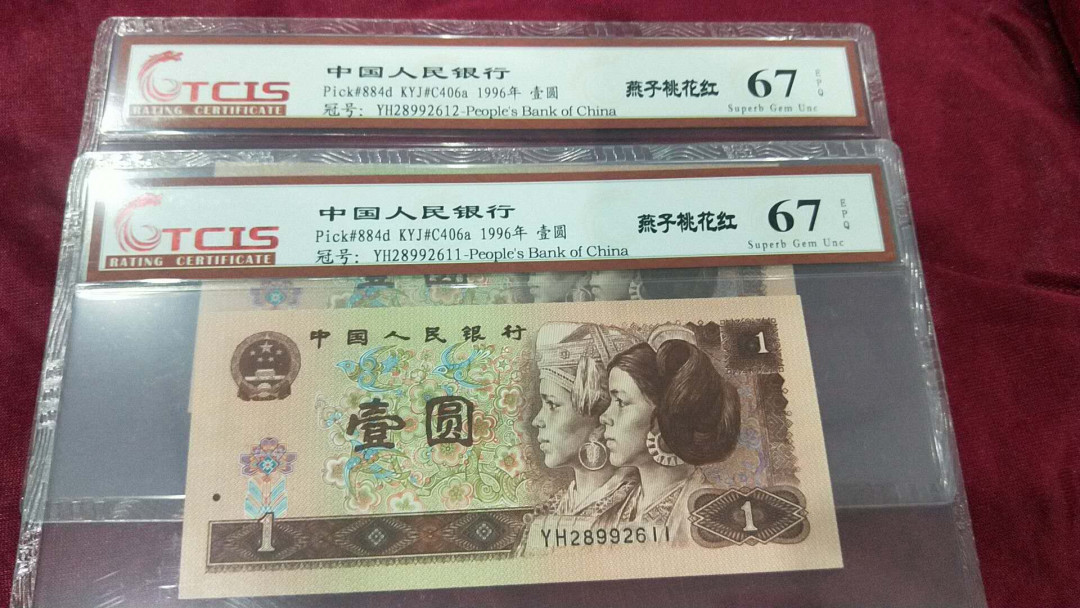 TCIS
RATING CERTIFICATE
中国人民银行
Pick#884d KYJ#C406a 1996年 壹圆
冠号: YH28992612-People's Bank of China
燕子桃花红
67
EPQ
Superb Gem Unc
TCIS
RATING CERTIFICATE
中国人民银行
Pick#884d KYJ#C406a 1996年 壹圆
冠号: YH28992611-People's Bank of China
燕子桃花红
67
EPQ
Superb Gem Unc
中国人民银行
1
壹圆
1
YH28992611
1